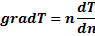 gradT = n dT/dn